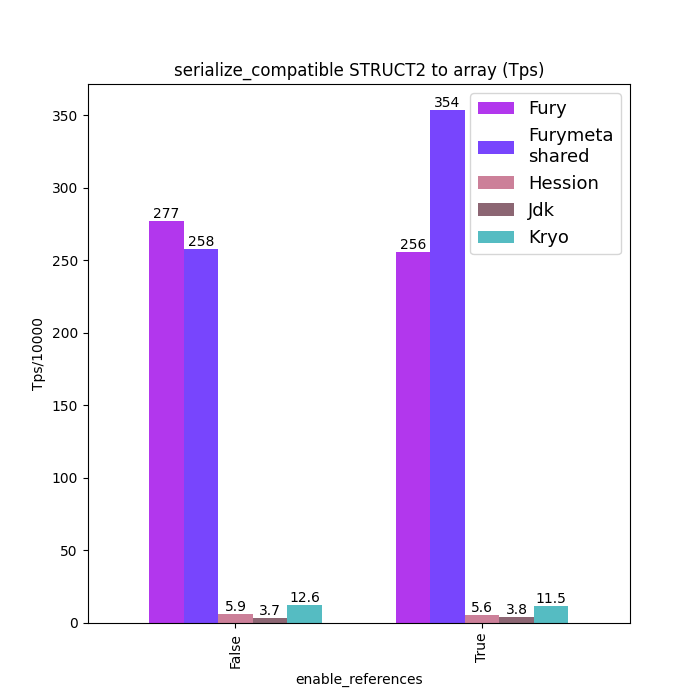 serialize_compatible STRUCT2 to array (Tps)
Tps/10000
350
300
250
200
150
100
50
0
277
258
5.9
3.7
12.6
256
354
5.6
3.8
11.5
Fury
Furymeta
shared
Hession
Jdk
Kryo
False
True
enable_references